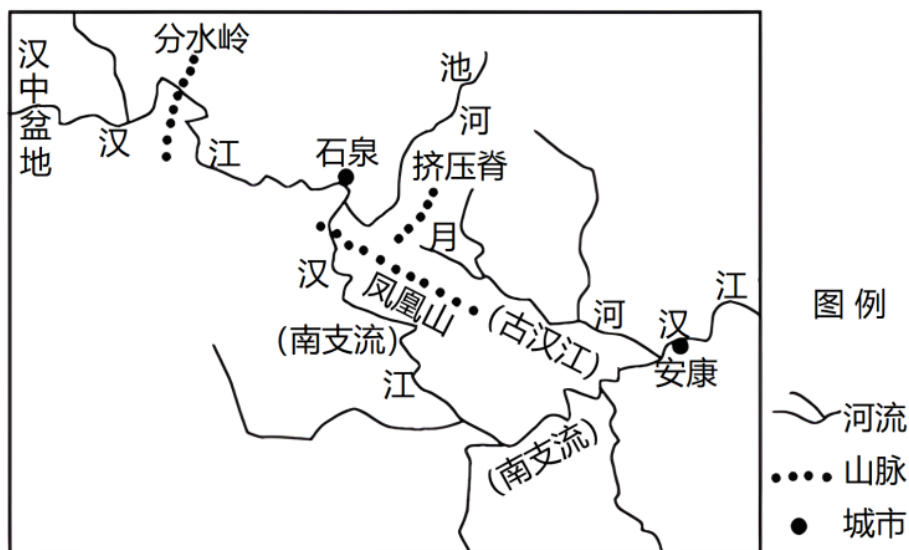 分水岭
汉中盆地
汉
江
池
河
石泉
挤压脊
月
汉
凤凰山
(南支流)
江
(古汉江)
河
汉
江
安康
(南支流)
图例
河流
山脉
城市